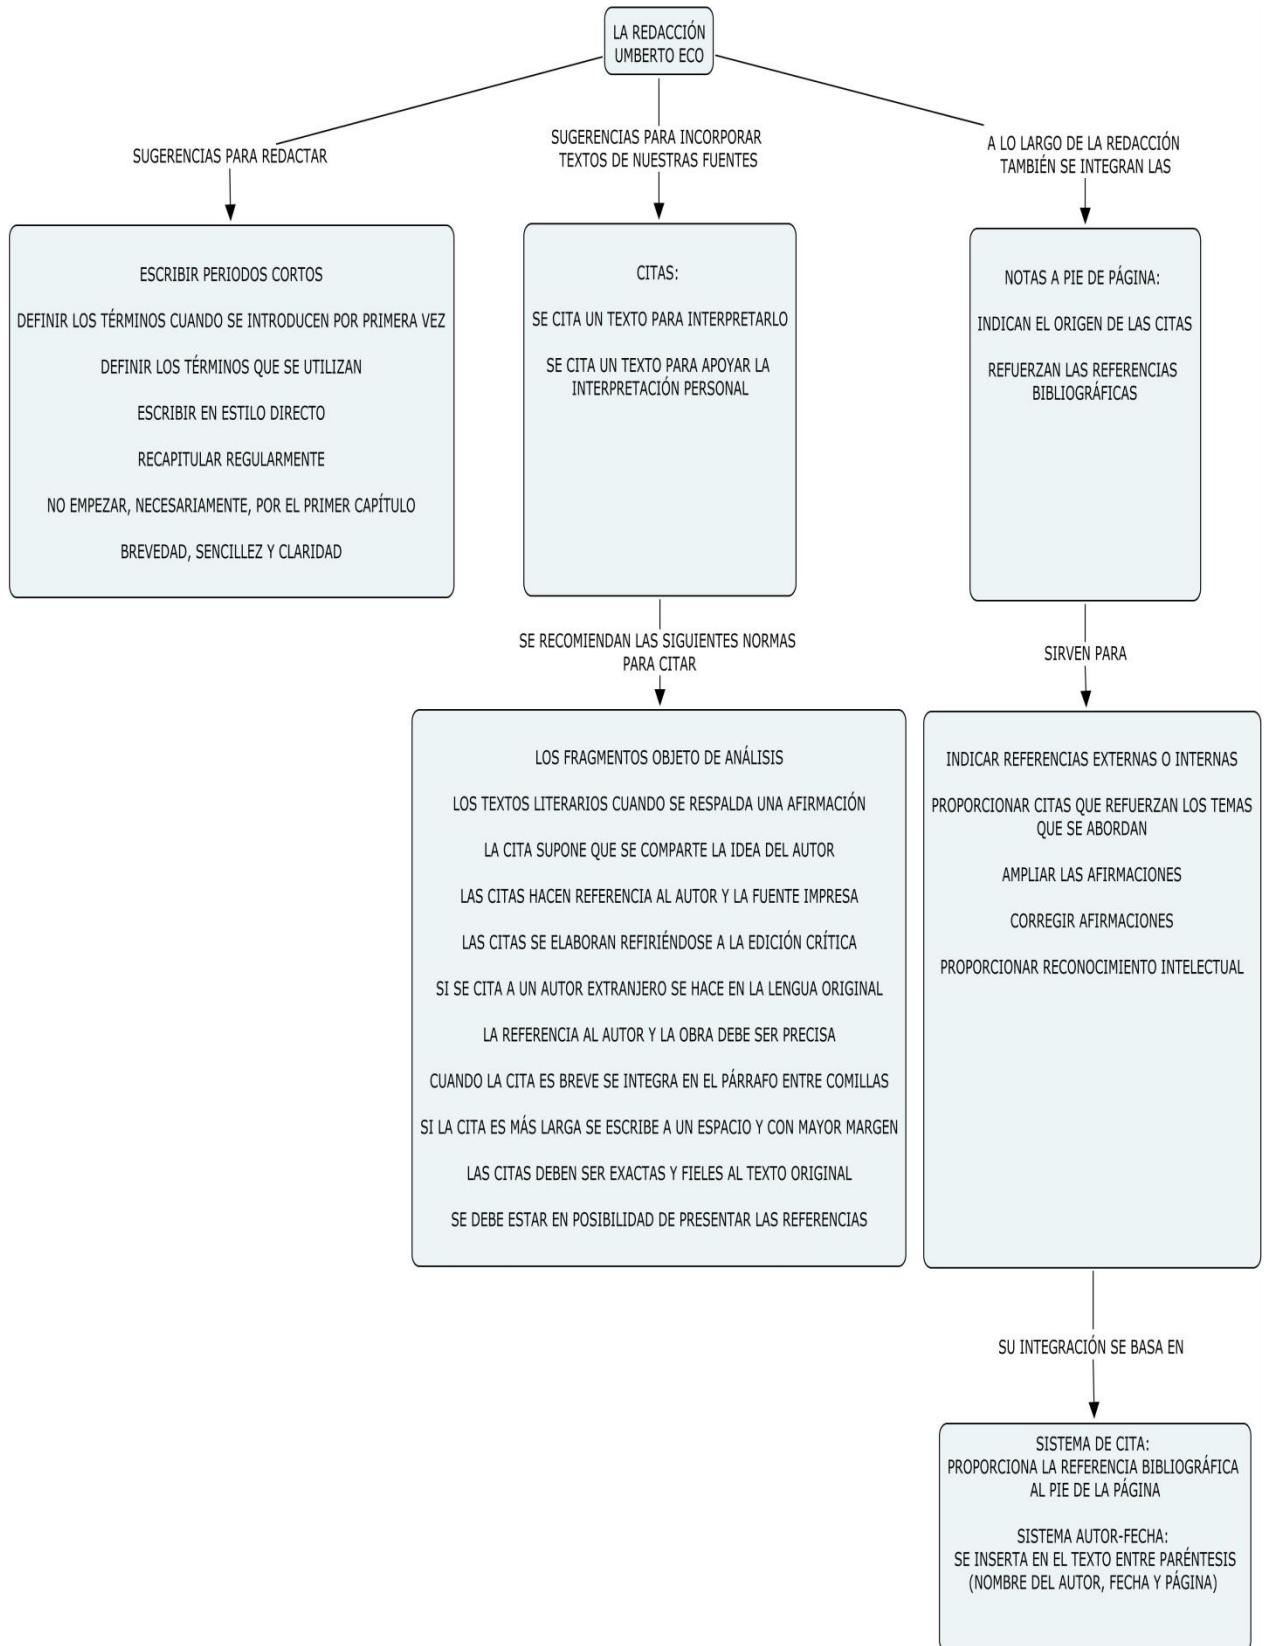 LA REDACCIÓN
UMBERTO ECO
SUGERENCIAS PARA REDACTAR
ESCRIBIR PERIODOS CORTOS
DEFINIR LOS TÉRMINOS CUANDO SE INTRODUCEN POR PRIMERA VEZ
DEFINIR LOS TÉRMINOS QUE SE UTILIZAN
ESCRIBIR EN ESTILO DIRECTO
RECAPITULAR REGULARMENTE
NO EMPEZAR, NECESARIAMENTE, POR EL PRIMER CAPÍTULO
BREVEDAD, SENCILLEZ Y CLARIDAD
SUGERENCIAS PARA INCORPORAR
TEXTOS DE NUESTRAS FUENTES
CITAS:
SE CITA UN TEXTO PARA INTERPRETARLO
SE CITA UN TEXTO PARA APOYAR LA
INTERPRETACIÓN PERSONAL
SE RECOMIENDAN LAS SIGUIENTES NORMAS
PARA CITAR
LOS FRAGMENTOS OBJETO DE ANÁLISIS
LOS TEXTOS LITERARIOS CUANDO SE RESPALDA UNA AFIRMACIÓN
LA CITA SUPONE QUE SE COMPARTE LA IDEA DEL AUTOR
LAS CITAS HACEN REFERENCIA AL AUTOR Y LA FUENTE IMPRESA
LAS CITAS SE ELABORAN REFIRIÉNDOSE A LA EDICIÓN CRÍTICA
SI SE CITA A UN AUTOR EXTRANJERO SE HACE EN LA LENGUA ORIGINAL
LA REFERENCIA AL AUTOR Y LA OBRA DEBE SER PRECISA
CUANDO LA CITA ES BREVE SE INTEGRA EN EL PÁRRAFO ENTRE COMILLAS
SI LA CITA ES MÁS LARGA SE ESCRIBE A UN ESPACIO Y CON MAYOR MARGEN
LAS CITAS DEBEN SER EXACTAS Y FIELES AL TEXTO ORIGINAL
SE DEBE ESTAR EN POSIBILIDAD DE PRESENTAR LAS REFERENCIAS
A LO LARGO DE LA REDACCIÓN
TAMBIÉN SE INTEGRAN LAS
NOTAS A PIE DE PÁGINA:
INDICAN EL ORIGEN DE LAS CITAS
REFUERZAN LAS REFERENCIAS
BIBLIOGRÁFICAS
SIRVEN PARA
INDICAR REFERENCIAS EXTERNAS O INTERNAS
PROPORCIONAR CITAS QUE REFUERZAN LOS TEMAS
QUE SE ABORDAN
AMPLIAR LAS AFIRMACIONES
CORREGIR AFIRMACIONES
PROPORCIONAR RECONOCIMIENTO INTELECTUAL
SU INTEGRACIÓN SE BASA EN
SISTEMA DE CITA:
PROPORCIONA LA REFERENCIA BIBLIOGRÁFICA
AL PIE DE LA PÁGINA
SISTEMA AUTOR-FECHA:
SE INSERTA EN EL TEXTO ENTRE PARÉNTESIS
(NOMBRE DEL AUTOR, FECHA Y PÁGINA)